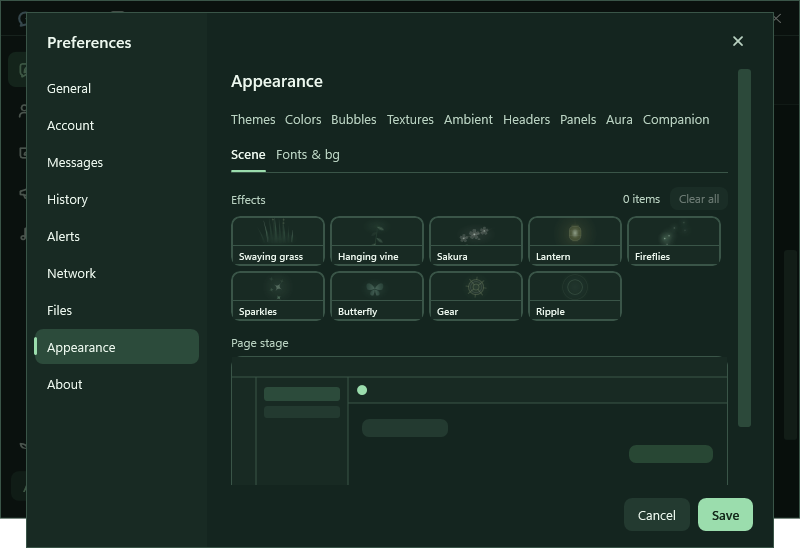 Preferences
General
Account
Messages
History
Alerts
Network
Files
Appearance
About
Appearance
Themes Colors Bubbles Textures Ambient Headers Panels Aura Companion
Scene Fonts & bg
Effects 0 items Clear all
Swaying grass Hanging vine Sakura Lantern Fireflies
Sparkles Butterfly Gear Ripple
Page stage
Cancel Save